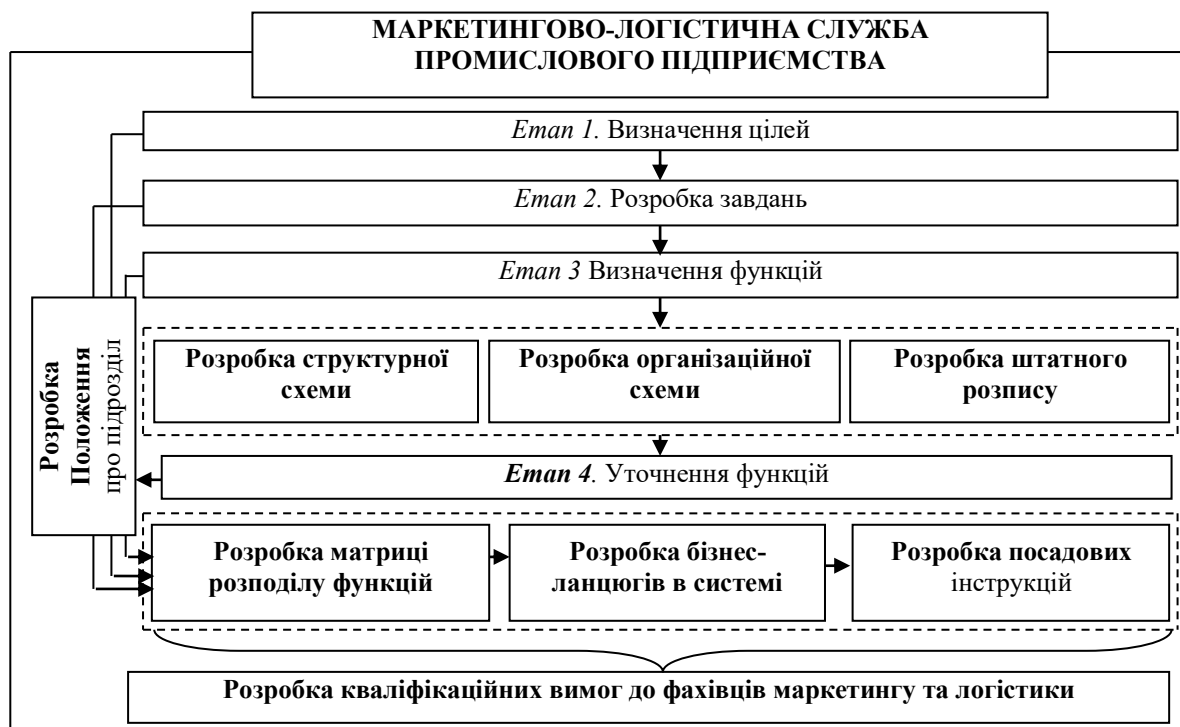 МАРКЕТИНГОВО-ЛОГІСТИЧНА СЛУЖБА
ПРОМИСЛОВОГО ПІДПРИЄМСТВА
Етап 1. Визначення цілей
Етап 2. Розробка завдань
Етап 3 Визначення функцій
Розробка структурної
схеми
Розробка організаційної
схеми
Розробка штатного
розпису
Розробка
Положення
про підрозділ
Етап 4. Уточнення функцій
Розробка матриці
розподілу функцій
Розробка бізнес-
ланцюгів в системі
Розробка посадових
інструкцій
Розробка кваліфікаційних вимог до фахівців маркетингу та логістики